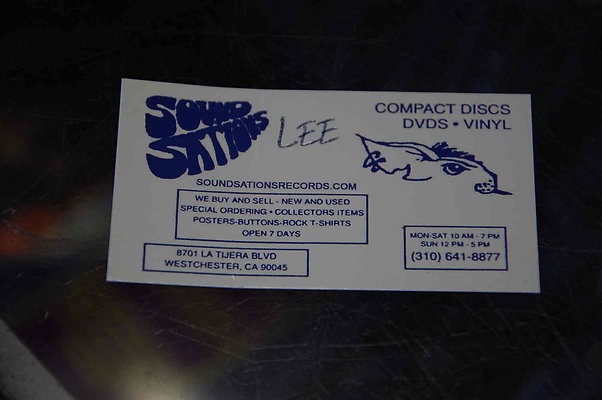 SOUND
SATIONS
LEE
COMPACT DISCS
DVDS • VINYL
SOUNDSATIONSRECORDS.COM
WE BUY AND SELL - NEW AND USED
SPECIAL ORDERING • COLLECTORS ITEMS
POSTERS-BUTTONS-ROCK T-SHIRTS
OPEN 7 DAYS
8701 LA TIJERA BLVD
WESTCHESTER, CA 90045
MON-SAT 10 AM - 7 PM
SUN 12 PM - 5 PM
(310) 641-8877